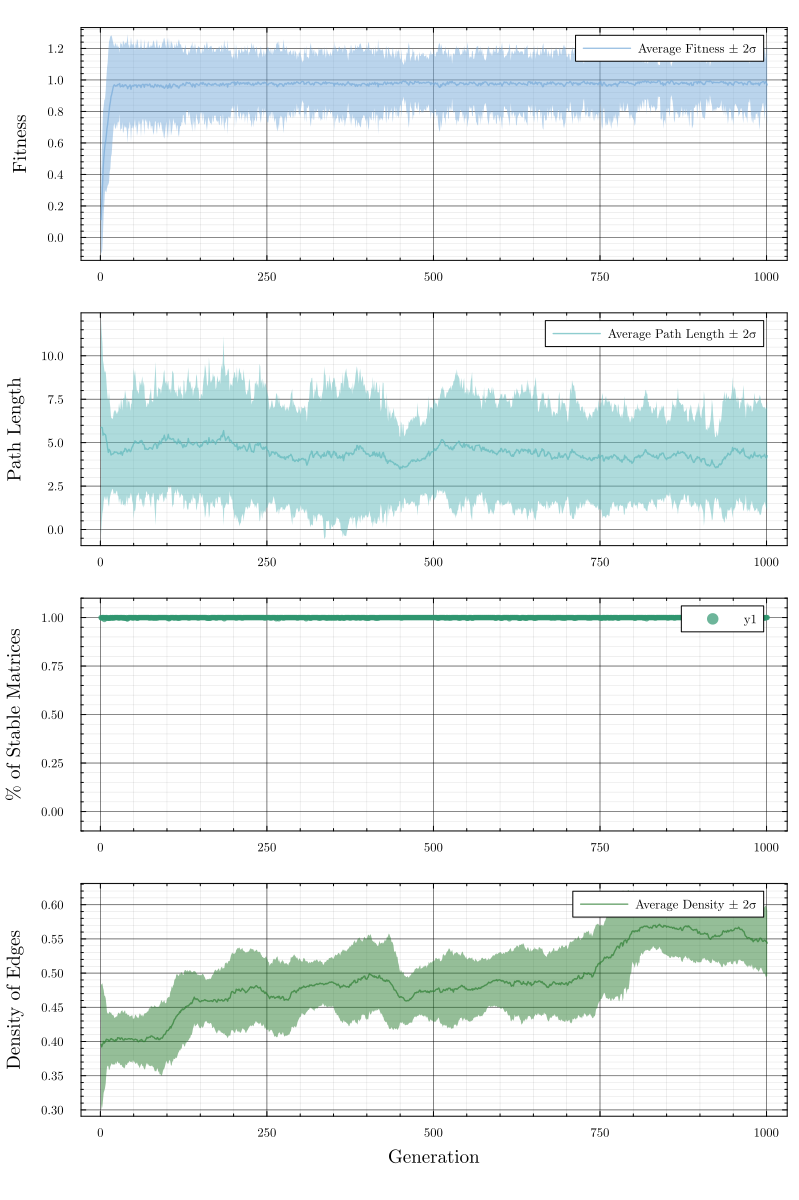 Fitness
1.2
1.0
0.8
0.6
0.4
0.2
0.0
Average Fitness ± 2σ
0 250 500 750 1000
Path Length
10.0
7.5
5.0
2.5
0.0
Average Path Length ± 2σ
0 250 500 750 1000
% of Stable Matrices
1.00
0.75
0.50
0.25
0.00
y1
0 250 500 750 1000
Density of Edges
0.60
0.55
0.50
0.45
0.40
0.35
0.30
Average Density ± 2σ
0 250 500 750 1000
Generation